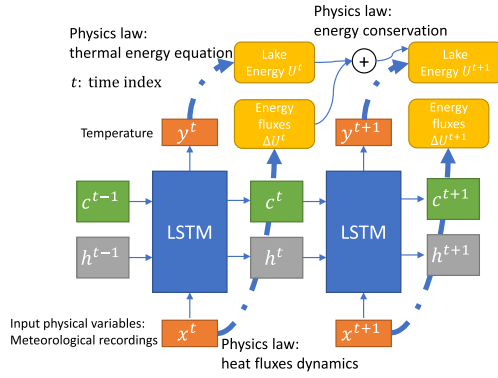 Physics law:
thermal energy equation
Physics law:
energy conservation
t: time index
Lake
Energy U^t
+
Lake
Energy U^{t+1}
Energy
fluxes
ΔU^t
Energy
fluxes
ΔU^{t+1}
Temperature
y^t
y^{t+1}
c^{t−1}
LSTM
c^t
LSTM
c^{t+1}
h^{t−1}
h^t
h^{t+1}
Input physical variables:
Meteorological recordings
x^t
x^{t+1}
Physics law:
heat fluxes dynamics